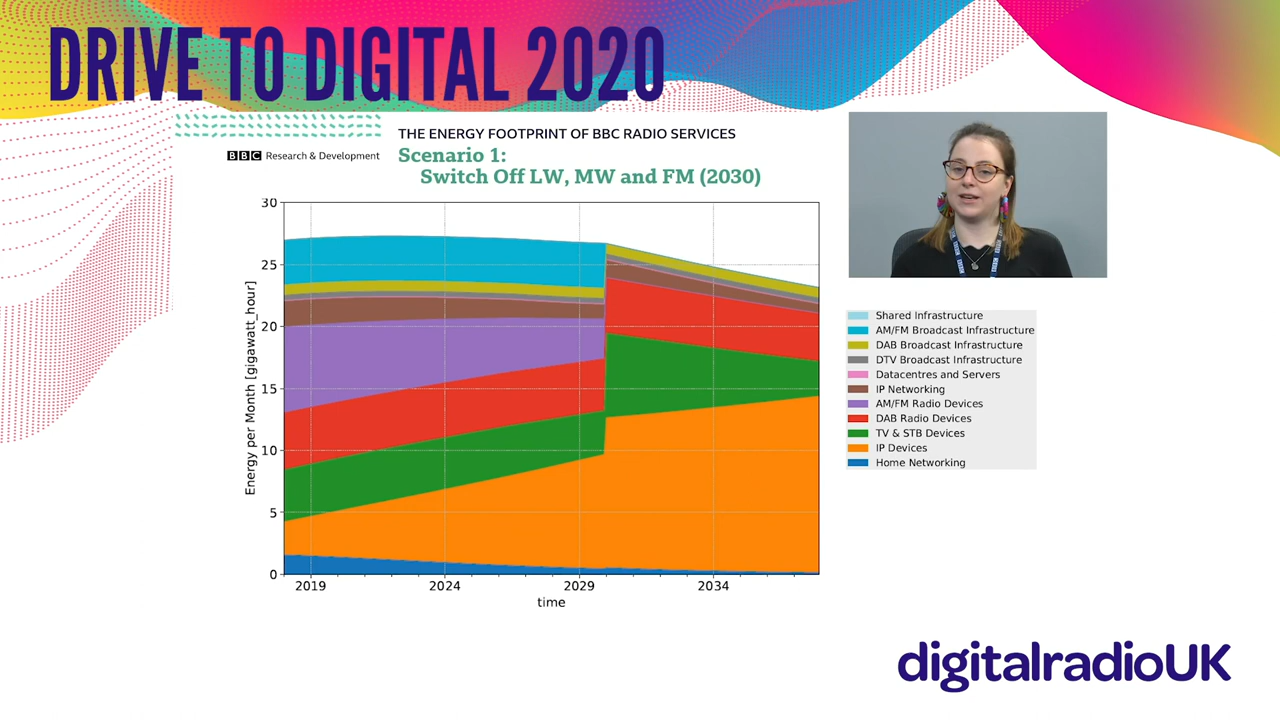 DRIVE TO DIGITAL 2020
THE ENERGY FOOTPRINT OF BBC RADIO SERVICES
BBC Research & Development
Scenario 1:
Switch Off LW, MW and FM (2030)
30
25
20
15
10
5
0
Energy per Month [gigawatt_hour]
2019
2024
2029
2034
time
Shared Infrastructure
AM/FM Broadcast Infrastructure
DAB Broadcast Infrastructure
DTV Broadcast Infrastructure
Datacentres and Servers
IP Networking
AM/FM Radio Devices
DAB Radio Devices
TV & STB Devices
IP Devices
Home Networking
digitalradioUK